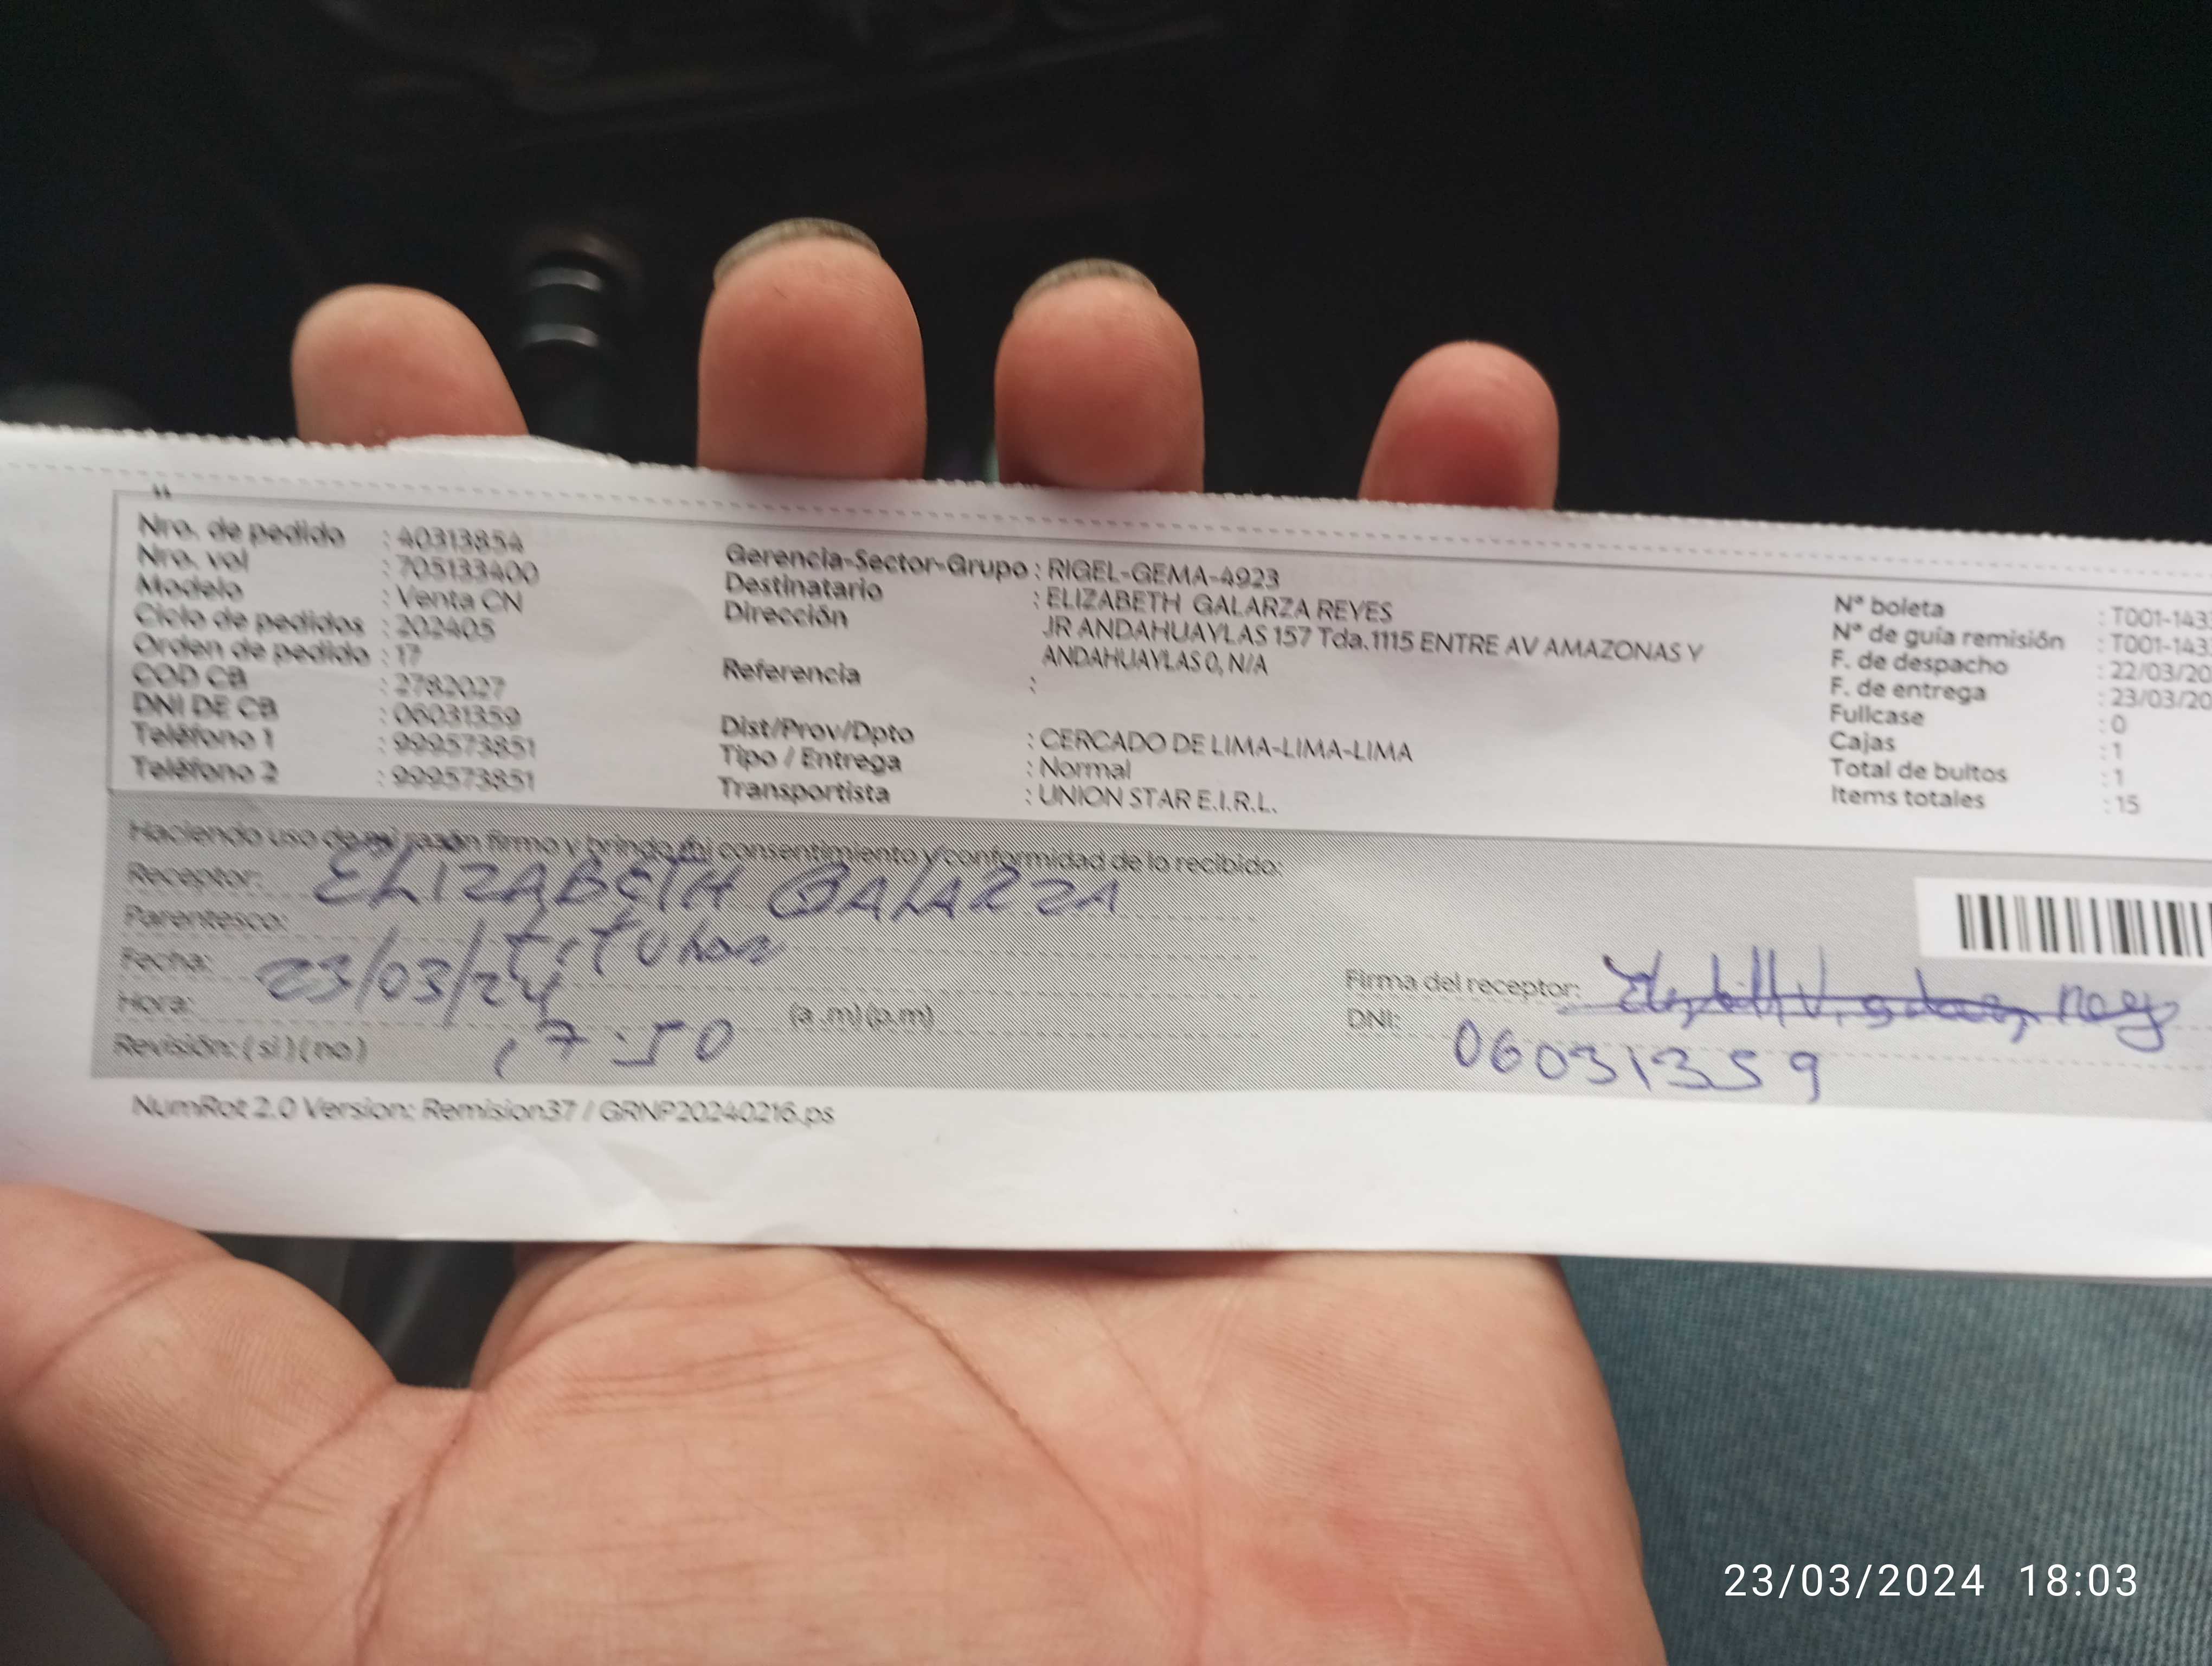 Nro. de pedido : 40313854
Nro. vol : 705133400
Modelo : Venta CN
Ciclo de pedidos : 202405
Orden de pedido : 17
COD CB : 2782027
DNI DE CB : 06031359
Teléfono 1 : 999573851
Teléfono 2 : 999573851
Gerencia-Sector-Grupo : RIGEL-GEMA-4923
Destinatario : ELIZABETH GALARZA REYES
Dirección JR ANDAHUAYLAS 157 Tda.1115 ENTRE AV AMAZONAS Y
ANDAHUAYLAS 0, N/A
Referencia :
Dist/Prov/Dpto : CERCADO DE LIMA-LIMA-LIMA
Tipo / Entrega : Normal
Transportista : UNION STAR E.I.R.L.
N° boleta : T001-143
N° de guía remisión : T001-143
F. de despacho : 22/03/20
F. de entrega : 23/03/20
Fullcase : 0
Cajas : 1
Total de bultos : 1
Items totales : 15
Haciendo uso de mi razón firmo y brindo mi consentimiento y conformidad de lo recibido:
Receptor: ELIZABETH GALARZA
Parentesco: titular
Fecha: 23/03/24
Hora: 17:50 (a.m)(p.m)
Revisión: ( si ) ( no )
Firma del receptor:
DNI: 06031359
NumRot 2.0 Version: Remision37 / GRNP20240216.ps
23/03/2024 18:03